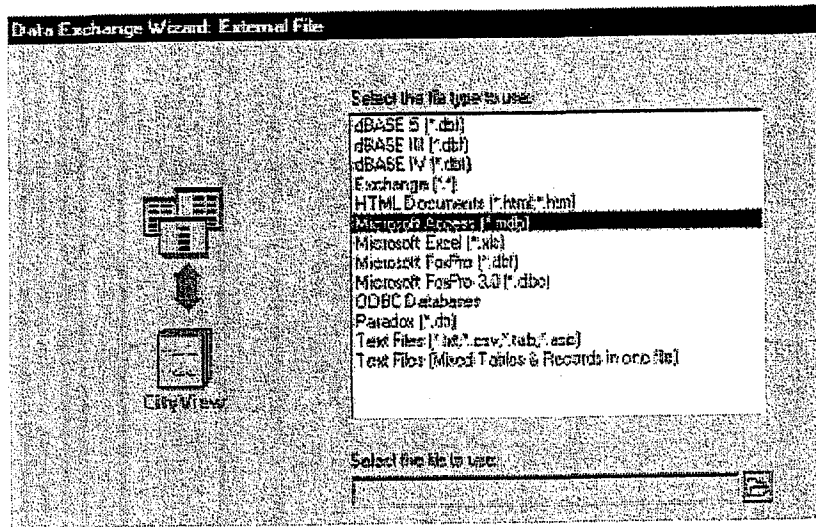 Data Exchange Wizard: External File
Select the file type to use:
dBASE 5 (*.dbf)
dBASE III (*.dbf)
dBASE IV (*.dbf)
Exchange (*.*)
HTML Documents (*.html;*.htm)
Microsoft Access (*.mdb)
Microsoft Excel (*.xls)
Microsoft FoxPro (*.dbf)
Microsoft FoxPro 3.0 (*.dbc)
ODBC Databases
Paradox (*.db)
Text Files (*.txt,*.csv,*.tab,*.asc)
Text Files (Mixed Tables & Records in one file)
CityView
Select the file to use: